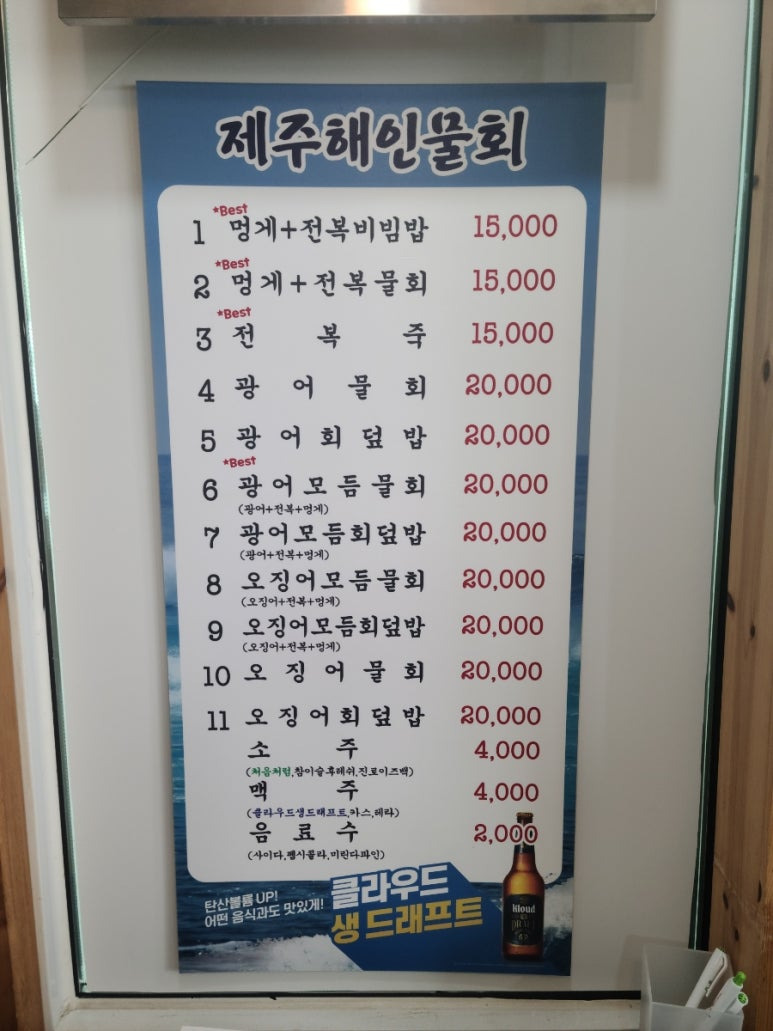 제주해인물회
*Best
1 멍게+전복비빔밥 15,000
*Best
2 멍게+전복물회 15,000
*Best
3 전복죽 15,000
4 광어물회 20,000
5 광어회덮밥 20,000
*Best
6 광어모듬물회 20,000
(광어+전복+멍게)
7 광어모듬회덮밥 20,000
(광어+전복+멍게)
8 오징어모듬물회 20,000
(오징어+전복+멍게)
9 오징어모듬회덮밥 20,000
(오징어+전복+멍게)
10 오징어물회 20,000
11 오징어회덮밥 20,000
소주 4,000
(처음처럼,참이슬후레쉬,진로이즈백)
맥주 4,000
(클라우드생드래프트,카스,테라)
음료수 2,000
(사이다,펩시콜라,미린다파인)
탄산볼륨 UP!
어떤 음식과도 맛있게!
클라우드
생 드래프트
Kloud
DRAFT